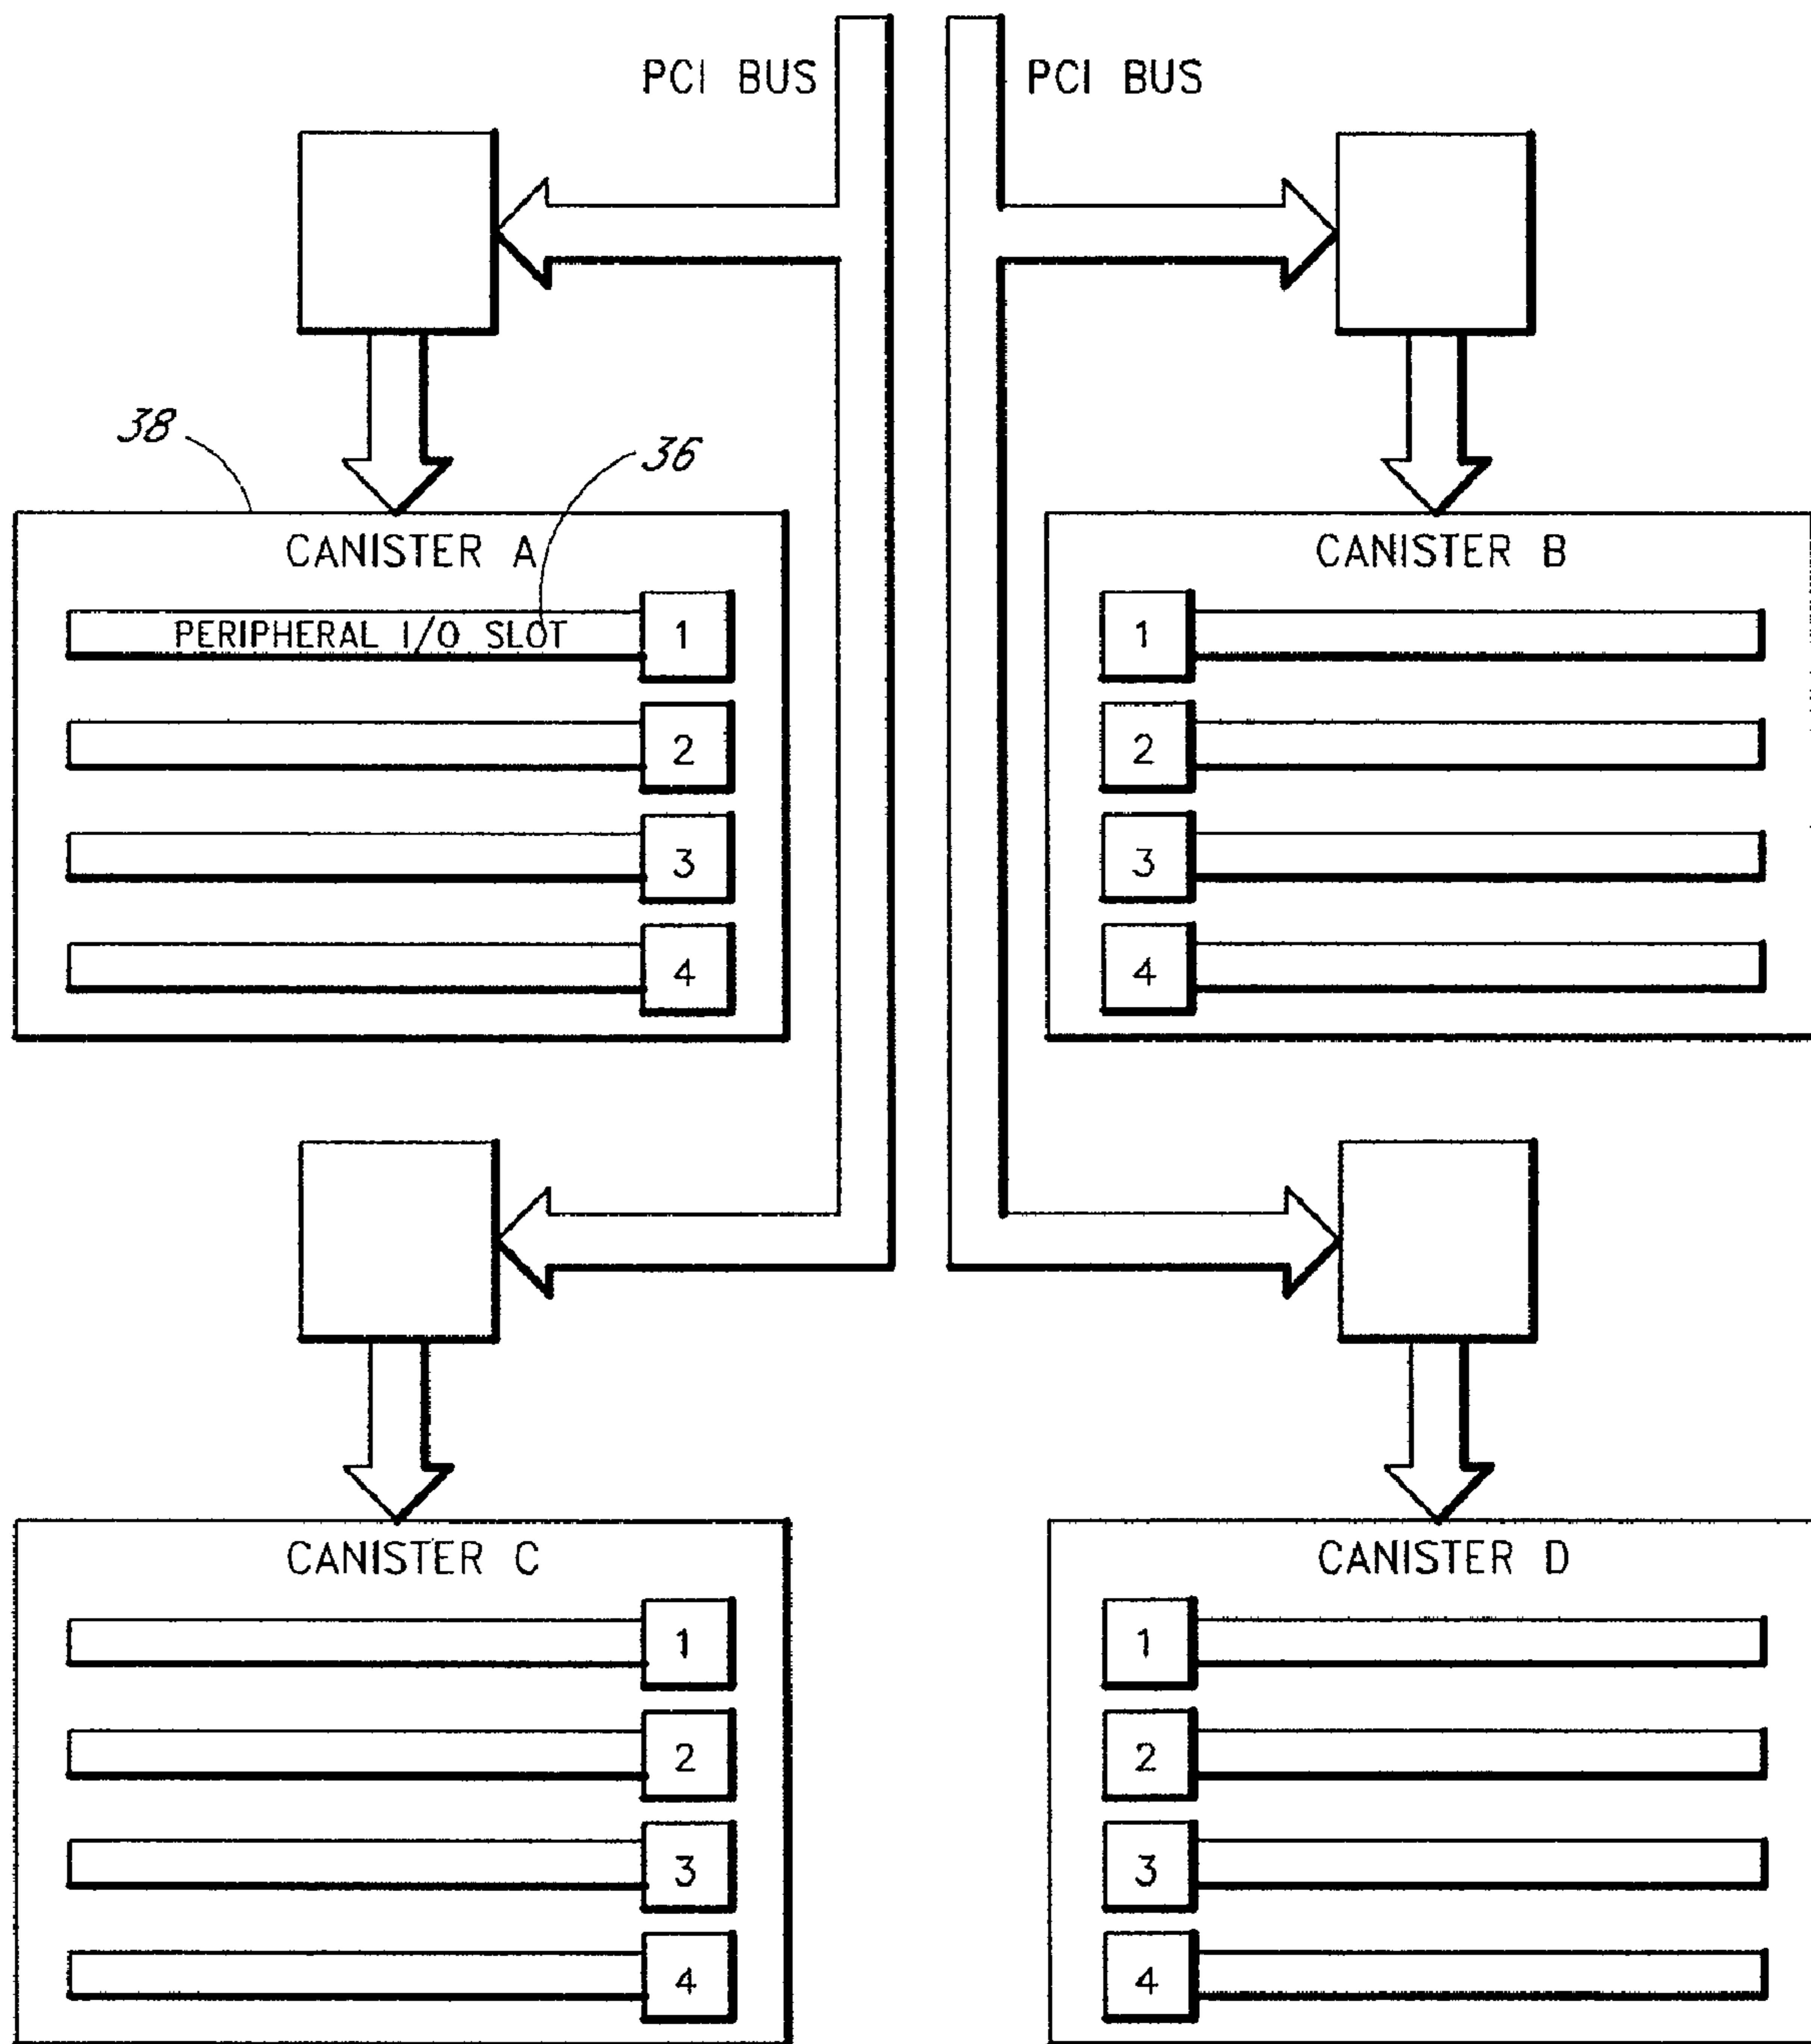 PCI BUS
PCI BUS
38
36
CANISTER A
PERIPHERAL I/O SLOT
1
2
3
4
CANISTER B
1
2
3
4
CANISTER C
1
2
3
4
CANISTER D
1
2
3
4